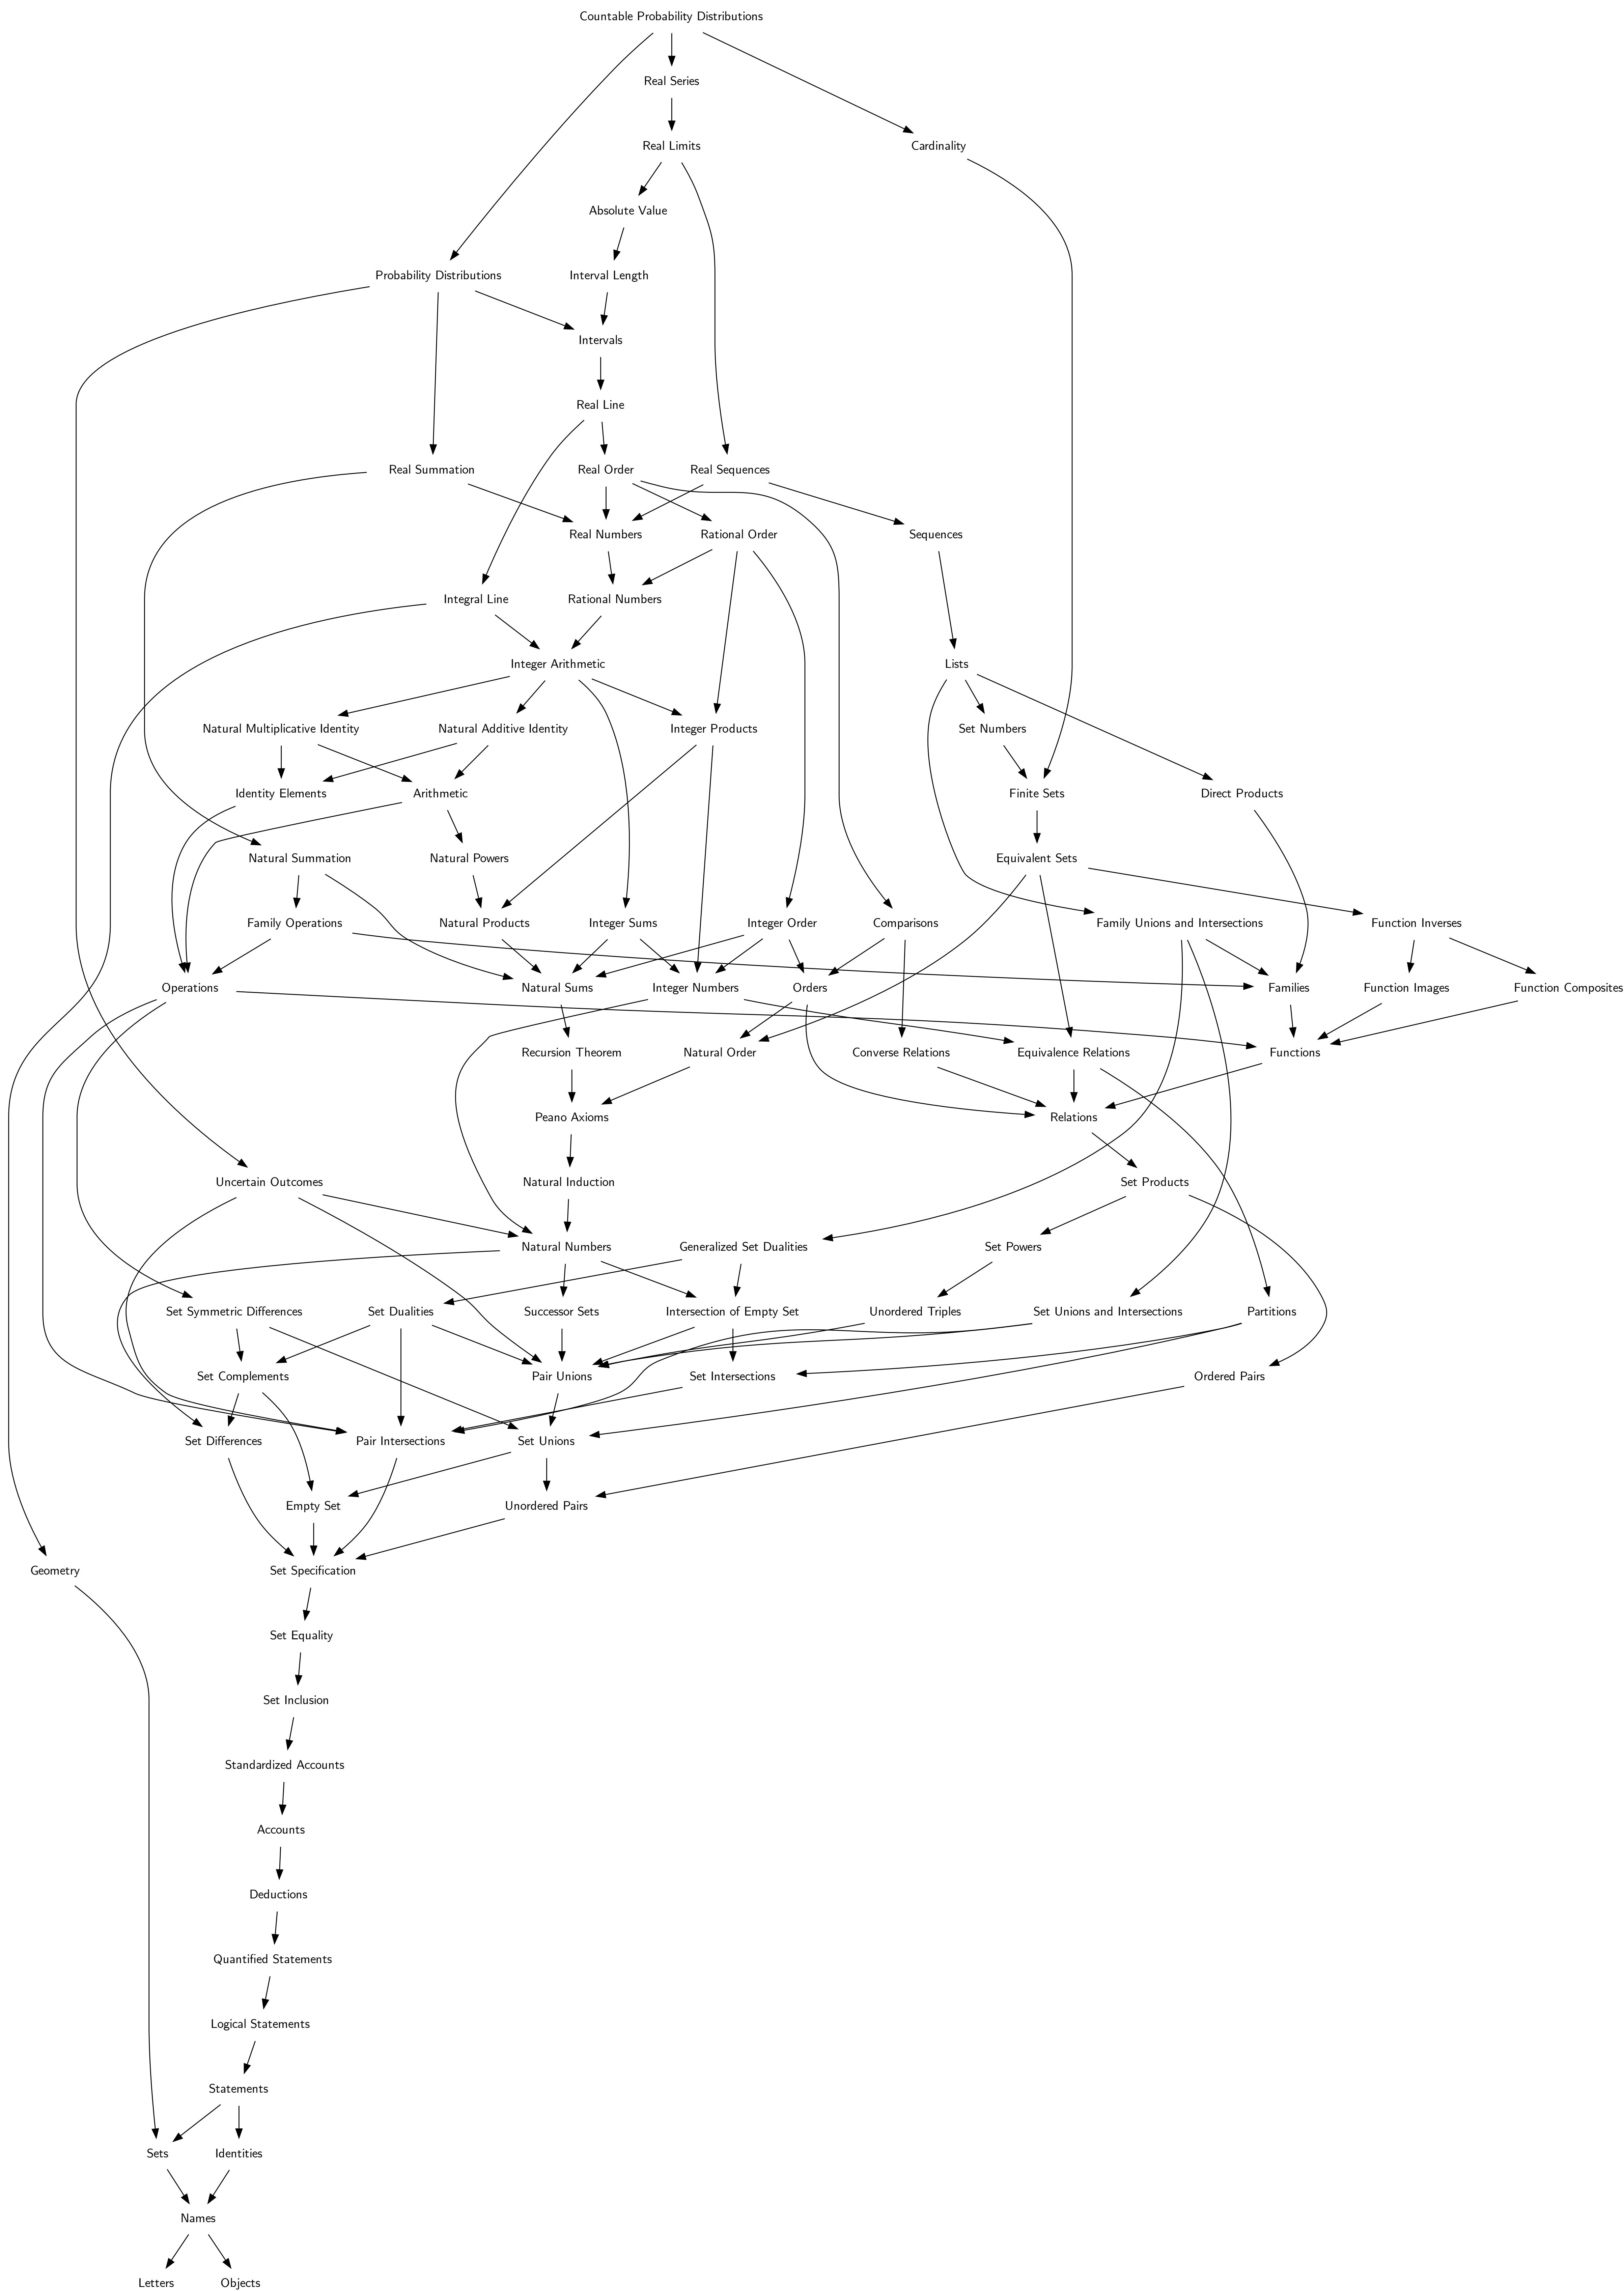 Countable Probability Distributions
Real Series
Real Limits
Cardinality
Absolute Value
Probability Distributions
Interval Length
Intervals
Real Line
Real Summation
Real Order
Real Sequences
Real Numbers
Rational Order
Sequences
Integral Line
Rational Numbers
Integer Arithmetic
Lists
Natural Multiplicative Identity
Natural Additive Identity
Integer Products
Set Numbers
Identity Elements
Arithmetic
Finite Sets
Direct Products
Natural Summation
Natural Powers
Equivalent Sets
Family Operations
Natural Products
Integer Sums
Integer Order
Comparisons
Family Unions and Intersections
Function Inverses
Operations
Natural Sums
Integer Numbers
Orders
Families
Function Images
Function Composites
Recursion Theorem
Natural Order
Converse Relations
Equivalence Relations
Functions
Peano Axioms
Relations
Uncertain Outcomes
Natural Induction
Set Products
Natural Numbers
Generalized Set Dualities
Set Powers
Set Symmetric Differences
Set Dualities
Successor Sets
Intersection of Empty Set
Unordered Triples
Set Unions and Intersections
Partitions
Set Complements
Pair Unions
Set Intersections
Ordered Pairs
Set Differences
Pair Intersections
Set Unions
Empty Set
Unordered Pairs
Geometry
Set Specification
Set Equality
Set Inclusion
Standardized Accounts
Accounts
Deductions
Quantified Statements
Logical Statements
Statements
Sets
Identities
Names
Letters
Objects